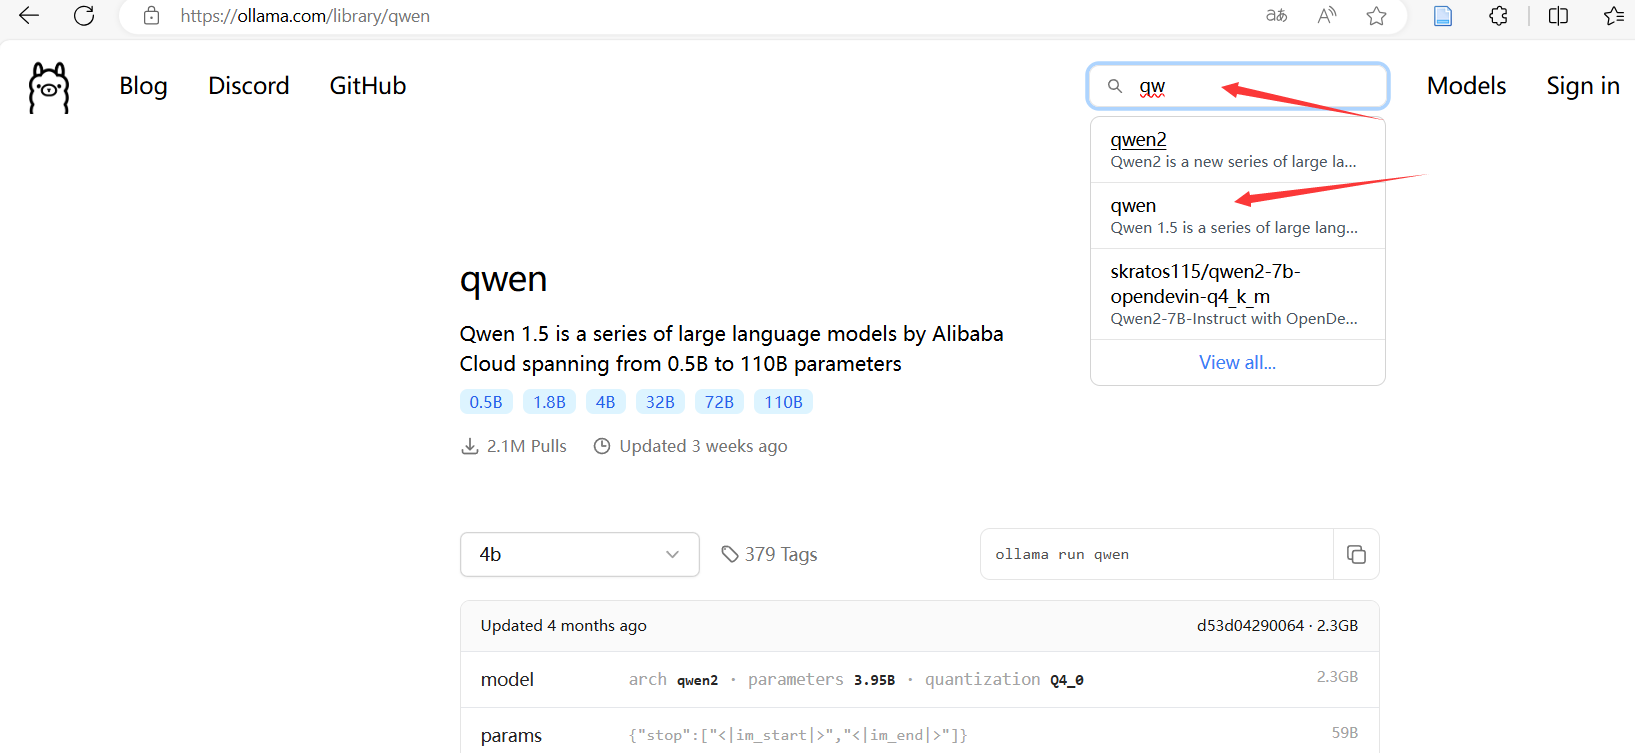 https://ollama.com/library/qwen
Blog Discord GitHub
qw
Models Sign in
qwen2
Qwen2 is a new series of large la...
qwen
Qwen 1.5 is a series of large lang...
skratos115/qwen2-7b-
opendevin-q4_k_m
Qwen2-7B-Instruct with OpenDe...
View all...
qwen
Qwen 1.5 is a series of large language models by Alibaba
Cloud spanning from 0.5B to 110B parameters
0.5B 1.8B 4B 32B 72B 110B
2.1M Pulls Updated 3 weeks ago
4b 379 Tags ollama run qwen
Updated 4 months ago d53d04290064 · 2.3GB
model arch qwen2 · parameters 3.95B · quantization Q4_0 2.3GB
params {"stop":["<|im_start|>","<|im_end|>"]} 59B